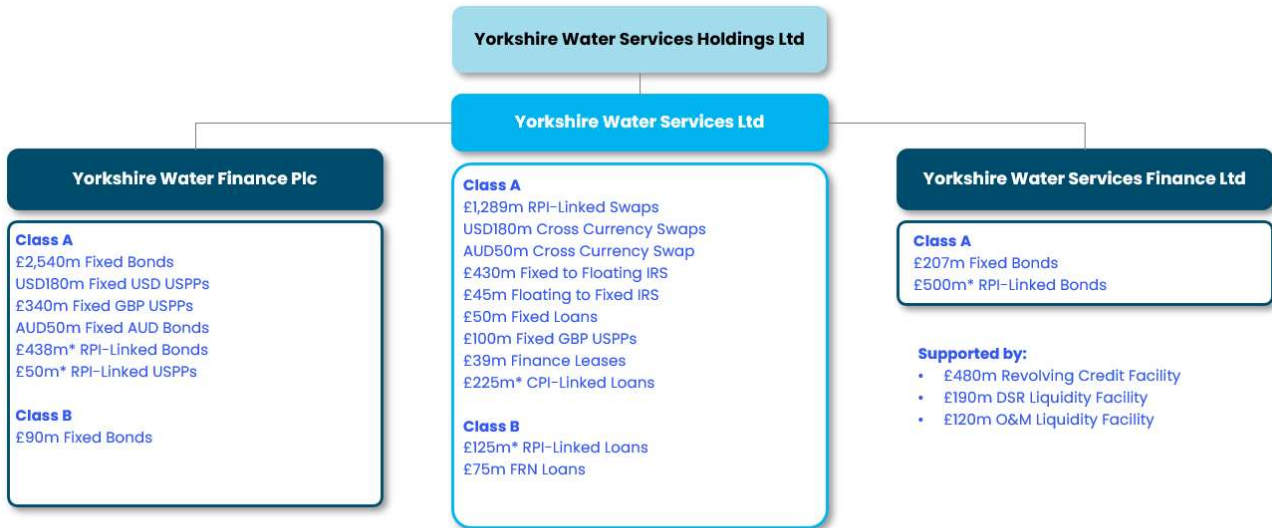 Yorkshire Water Services Holdings Ltd
Yorkshire Water Services Ltd
Yorkshire Water Finance Plc
Class A
£2,540m Fixed Bonds
USD180m Fixed USD USPPs
£340m Fixed GBP USPPs
AUD50m Fixed AUD Bonds
£438m* RPI-Linked Bonds
£50m* RPI-Linked USPPs
Class B
£90m Fixed Bonds
Class A
£1,289m RPI-Linked Swaps
USD180m Cross Currency Swaps
AUD50m Cross Currency Swap
£430m Fixed to Floating IRS
£45m Floating to Fixed IRS
£50m Fixed Loans
£100m Fixed GBP USPPs
£39m Finance Leases
£225m* CPI-Linked Loans
Class B
£125m* RPI-Linked Loans
£75m FRN Loans
Yorkshire Water Services Finance Ltd
Class A
£207m Fixed Bonds
£500m* RPI-Linked Bonds
Supported by:
• £480m Revolving Credit Facility
• £190m DSR Liquidity Facility
• £120m O&M Liquidity Facility